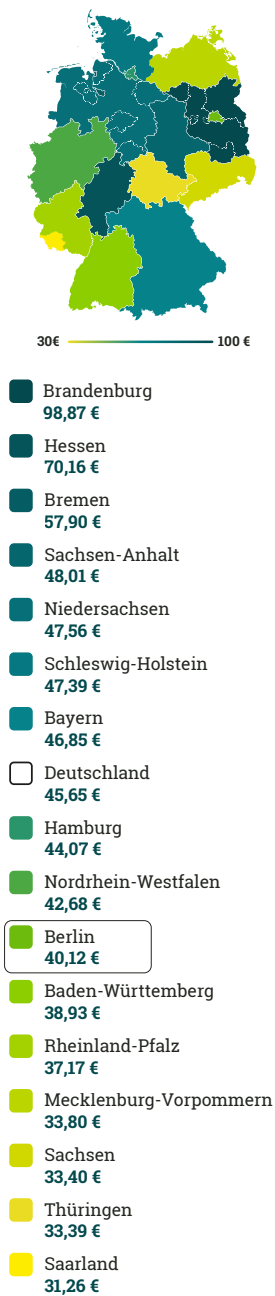 30€ 100 €
Brandenburg
98,87 €
Hessen
70,16 €
Bremen
57,90 €
Sachsen-Anhalt
48,01 €
Niedersachsen
47,56 €
Schleswig-Holstein
47,39 €
Bayern
46,85 €
Deutschland
45,65 €
Hamburg
44,07 €
Nordrhein-Westfalen
42,68 €
Berlin
40,12 €
Baden-Württemberg
38,93 €
Rheinland-Pfalz
37,17 €
Mecklenburg-Vorpommern
33,80 €
Sachsen
33,40 €
Thüringen
33,39 €
Saarland
31,26 €